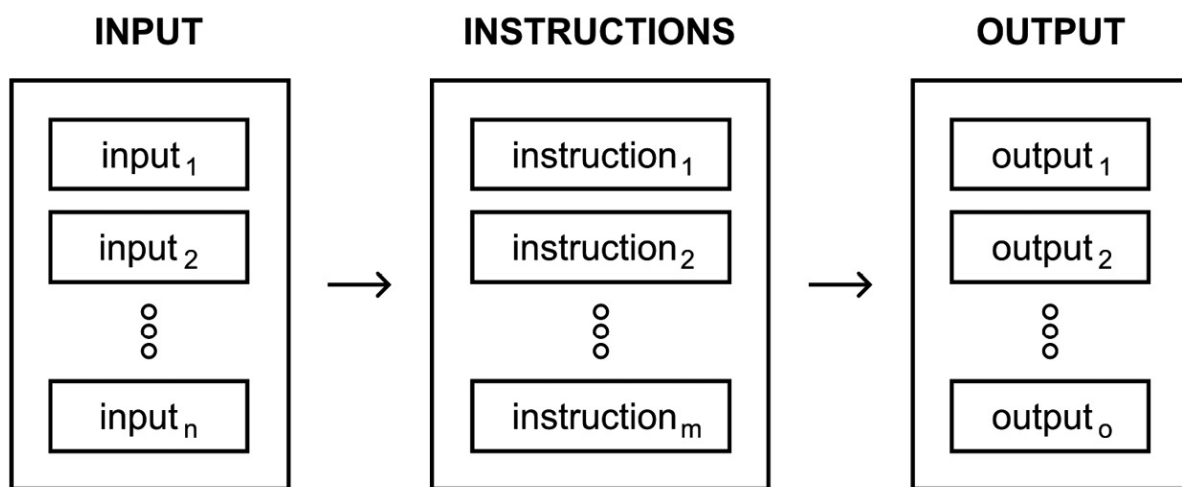 INPUT
input₁
input₂
inputₙ
INSTRUCTIONS
instruction₁
instruction₂
instructionₘ
OUTPUT
output₁
output₂
outputₒ